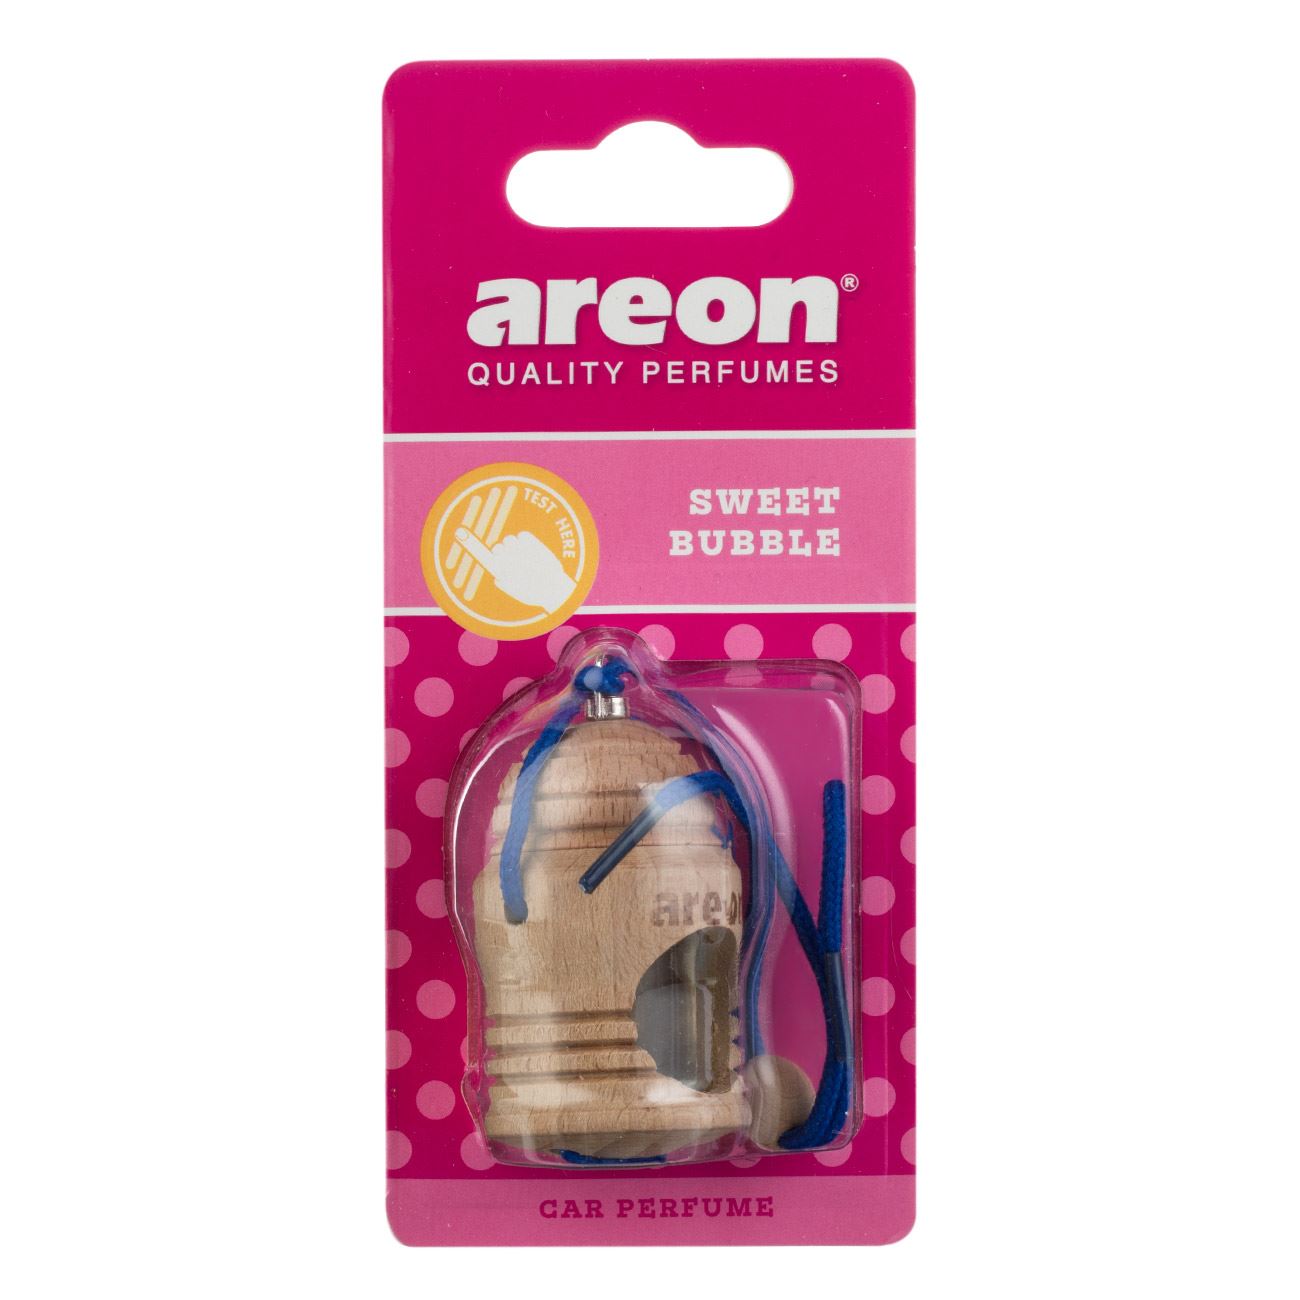 areon®
QUALITY PERFUMES
TEST HERE
SWEET
BUBBLE
areon
CAR PERFUME